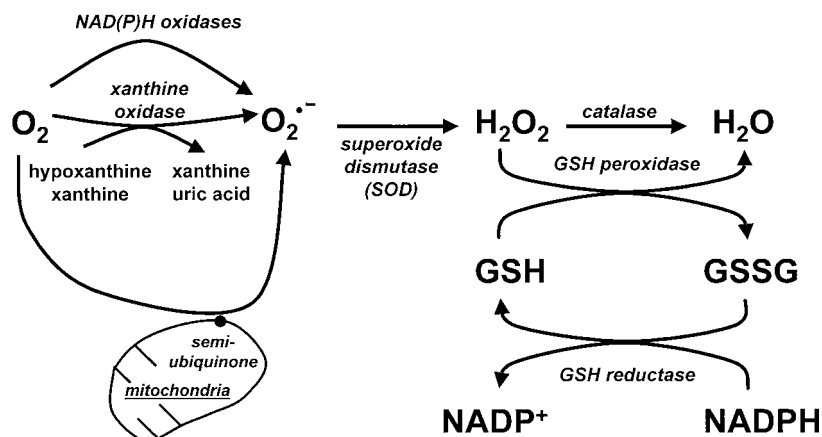 NAD(P)H oxidases
xanthine
oxidase
O₂
O₂•⁻
hypoxanthine
xanthine
xanthine
uric acid
superoxide
dismutase
(SOD)
H₂O₂
catalase
H₂O
GSH peroxidase
GSH
GSSG
semi-
ubiquinone
mitochondria
GSH reductase
NADP⁺
NADPH